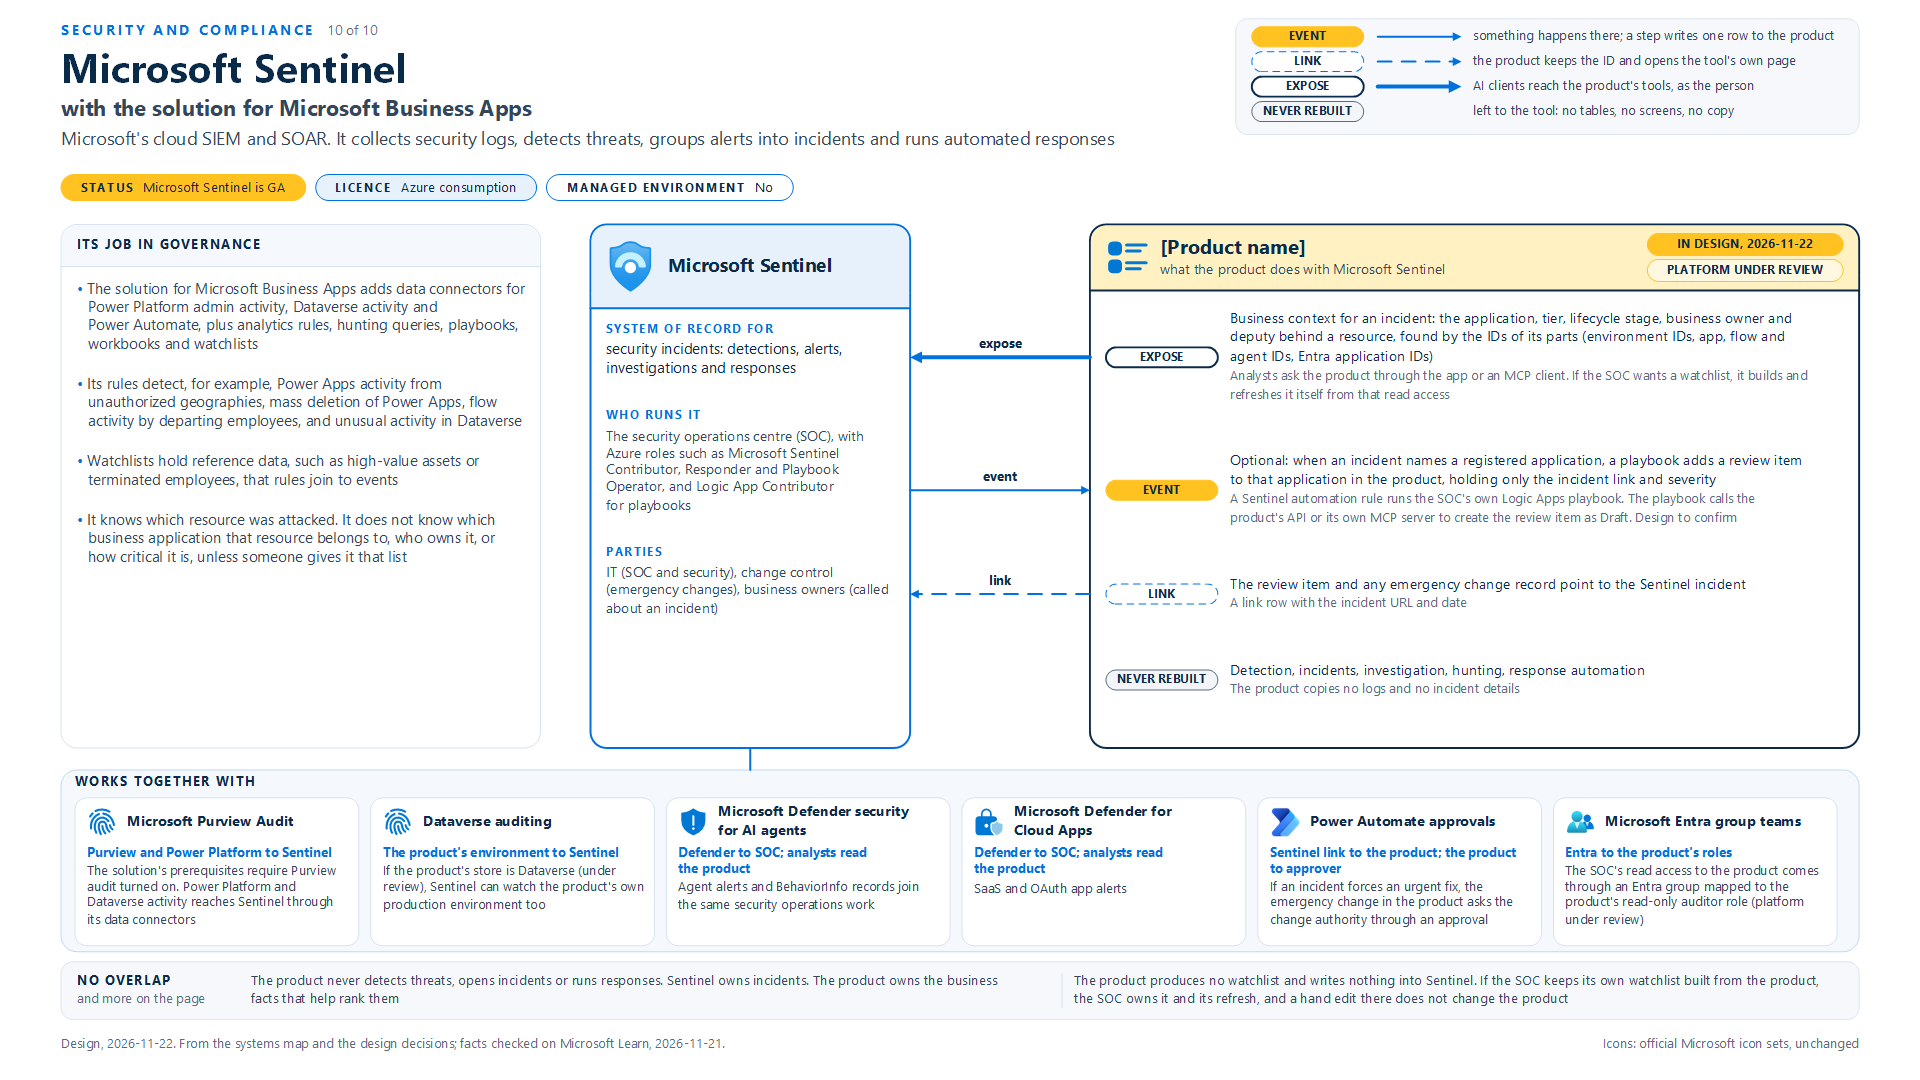 SECURITY AND COMPLIANCE 10 of 10
Microsoft Sentinel
with the solution for Microsoft Business Apps
Microsoft's cloud SIEM and SOAR. It collects security logs, detects threats, groups alerts into incidents and runs automated responses
EVENT something happens there; a step writes one row to the product
LINK the product keeps the ID and opens the tool's own page
EXPOSE AI clients reach the product's tools, as the person
NEVER REBUILT left to the tool: no tables, no screens, no copy
STATUS Microsoft Sentinel is GA
LICENCE Azure consumption
MANAGED ENVIRONMENT No
ITS JOB IN GOVERNANCE
• The solution for Microsoft Business Apps adds data connectors for
Power Platform admin activity, Dataverse activity and
Power Automate, plus analytics rules, hunting queries, playbooks,
workbooks and watchlists
• Its rules detect, for example, Power Apps activity from
unauthorized geographies, mass deletion of Power Apps, flow
activity by departing employees, and unusual activity in Dataverse
• Watchlists hold reference data, such as high-value assets or
terminated employees, that rules join to events
• It knows which resource was attacked. It does not know which
business application that resource belongs to, who owns it, or
how critical it is, unless someone gives it that list
Microsoft Sentinel
SYSTEM OF RECORD FOR
security incidents: detections, alerts,
investigations and responses
WHO RUNS IT
The security operations centre (SOC), with
Azure roles such as Microsoft Sentinel
Contributor, Responder and Playbook
Operator, and Logic App Contributor
for playbooks
PARTIES
IT (SOC and security), change control
(emergency changes), business owners (called
about an incident)
expose
event
link
[Product name]
what the product does with Microsoft Sentinel
IN DESIGN, 2026-11-22
PLATFORM UNDER REVIEW
EXPOSE
Business context for an incident: the application, tier, lifecycle stage, business owner and
deputy behind a resource, found by the IDs of its parts (environment IDs, app, flow and
agent IDs, Entra application IDs)
Analysts ask the product through the app or an MCP client. If the SOC wants a watchlist, it builds and
refreshes it itself from that read access
EVENT
Optional: when an incident names a registered application, a playbook adds a review item
to that application in the product, holding only the incident link and severity
A Sentinel automation rule runs the SOC's own Logic Apps playbook. The playbook calls the
product's API or its own MCP server to create the review item as Draft. Design to confirm
LINK
The review item and any emergency change record point to the Sentinel incident
A link row with the incident URL and date
NEVER REBUILT
Detection, incidents, investigation, hunting, response automation
The product copies no logs and no incident details
WORKS TOGETHER WITH
Microsoft Purview Audit
Purview and Power Platform to Sentinel
The solution's prerequisites require Purview
audit turned on. Power Platform and
Dataverse activity reaches Sentinel through
its data connectors
Dataverse auditing
The product's environment to Sentinel
If the product's store is Dataverse (under
review), Sentinel can watch the product's own
production environment too
Microsoft Defender security
for AI agents
Defender to SOC; analysts read
the product
Agent alerts and BehaviorInfo records join
the same security operations work
Microsoft Defender for
Cloud Apps
Defender to SOC; analysts read
the product
SaaS and OAuth app alerts
Power Automate approvals
Sentinel link to the product; the product
to approver
If an incident forces an urgent fix, the
emergency change in the product asks the
change authority through an approval
Microsoft Entra group teams
Entra to the product's roles
The SOC's read access to the product comes
through an Entra group mapped to the
product's read-only auditor role (platform
under review)
NO OVERLAP
and more on the page
The product never detects threats, opens incidents or runs responses. Sentinel owns incidents. The product owns the business
facts that help rank them
The product produces no watchlist and writes nothing into Sentinel. If the SOC keeps its own watchlist built from the product,
the SOC owns it and its refresh, and a hand edit there does not change the product
Design, 2026-11-22. From the systems map and the design decisions; facts checked on Microsoft Learn, 2026-11-21.
Icons: official Microsoft icon sets, unchanged